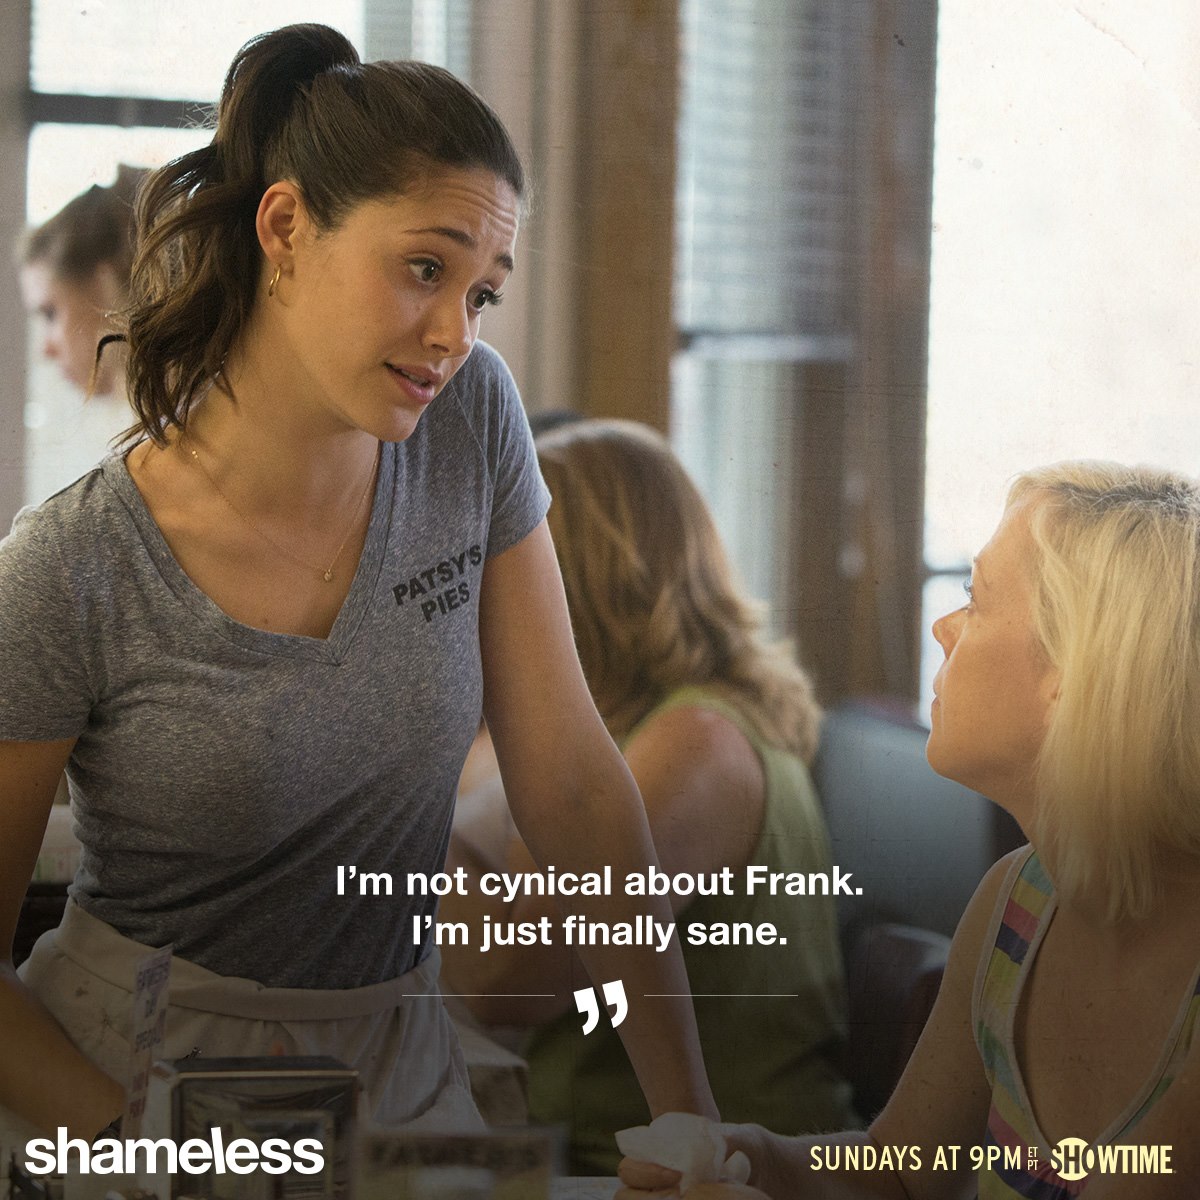 PATSY'S
PIES
I'm not cynical about Frank.
I'm just finally sane.
”
shameless
SUNDAYS AT 9PM ET PT SHOWTIME